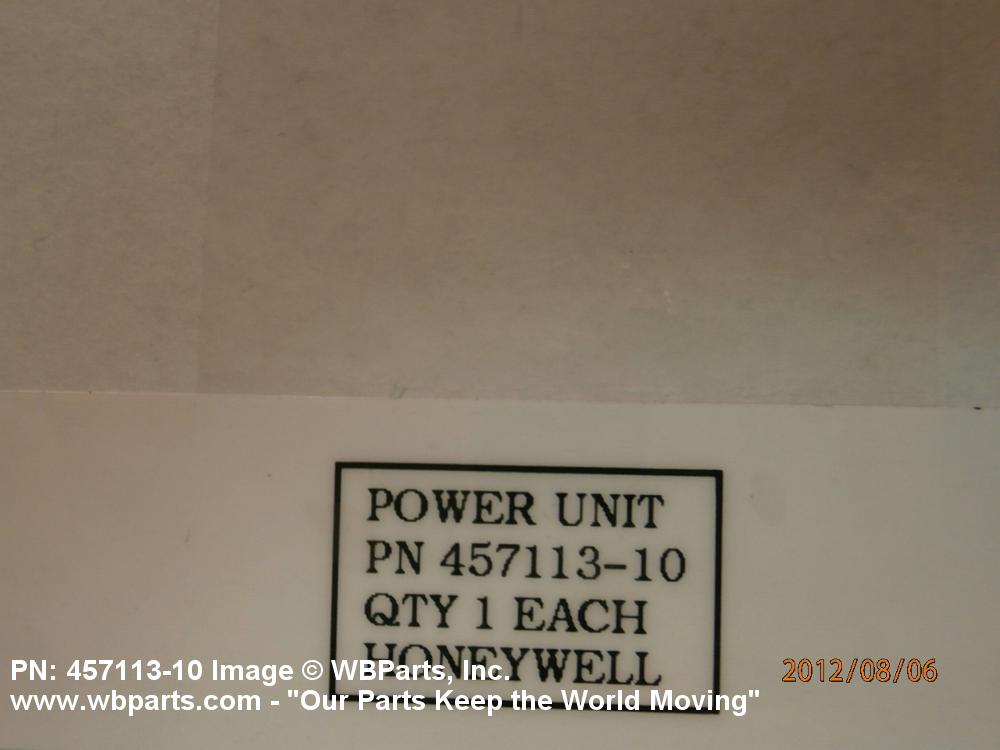 POWER UNIT
PN 457113-10
QTY 1 EACH
HONEYWELL
PN: 457113-10 Image © WBParts, Inc.
www.wbparts.com - "Our Parts Keep the World Moving"
2012/08/06